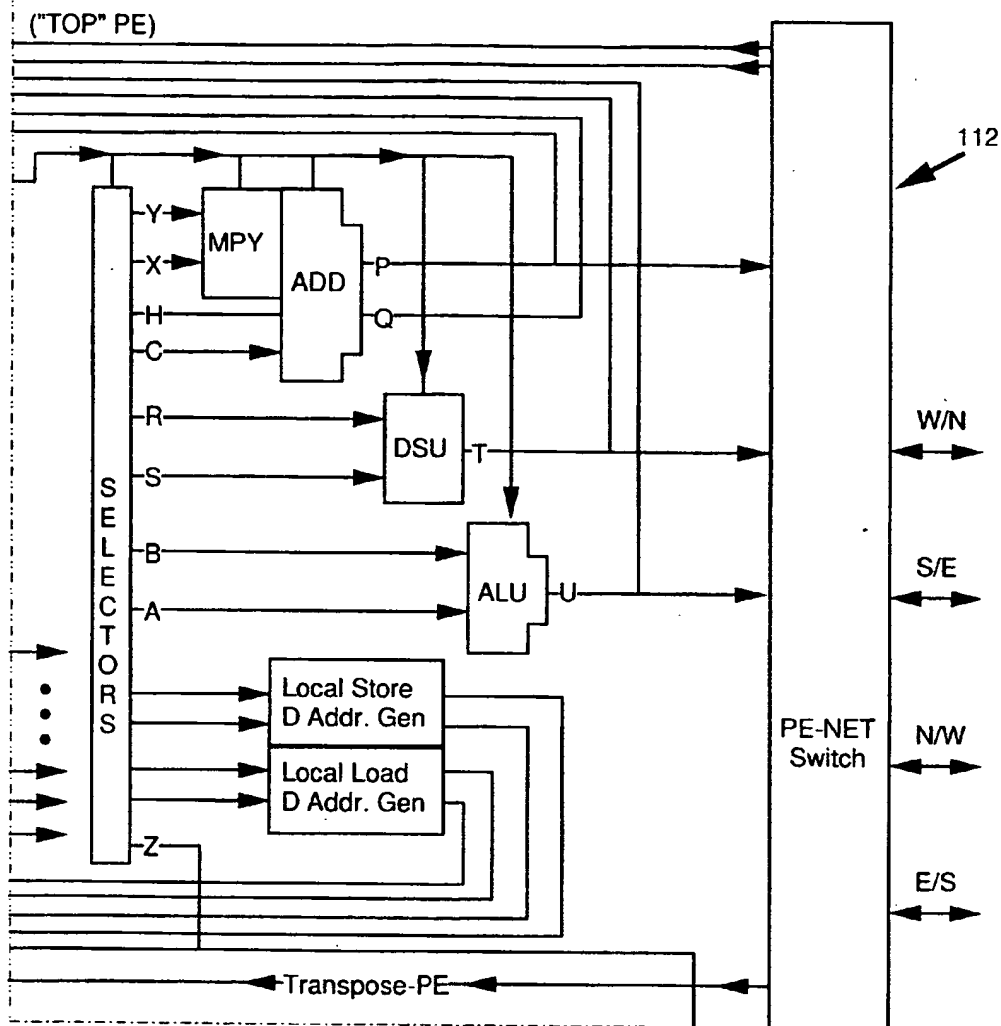 ("TOP" PE)
112
Y
MPY
X
ADD
P
H
Q
C
R
DSU
T
S
W/N
SELECTORS
B
ALU
U
A
S/E
Local Store
D Addr. Gen
Local Load
D Addr. Gen
PE-NET
Switch
N/W
Z
E/S
Transpose-PE